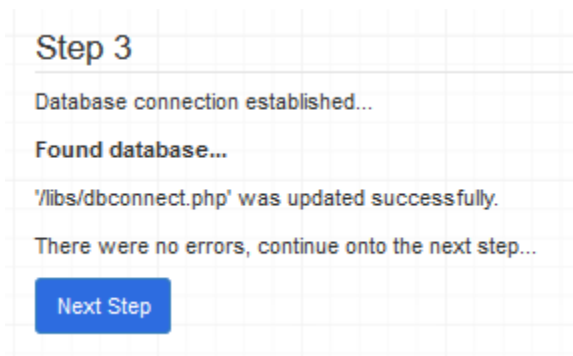 Step 3
Database connection established...
Found database...
'/libs/dbconnect.php' was updated successfully.
There were no errors, continue onto the next step...
Next Step